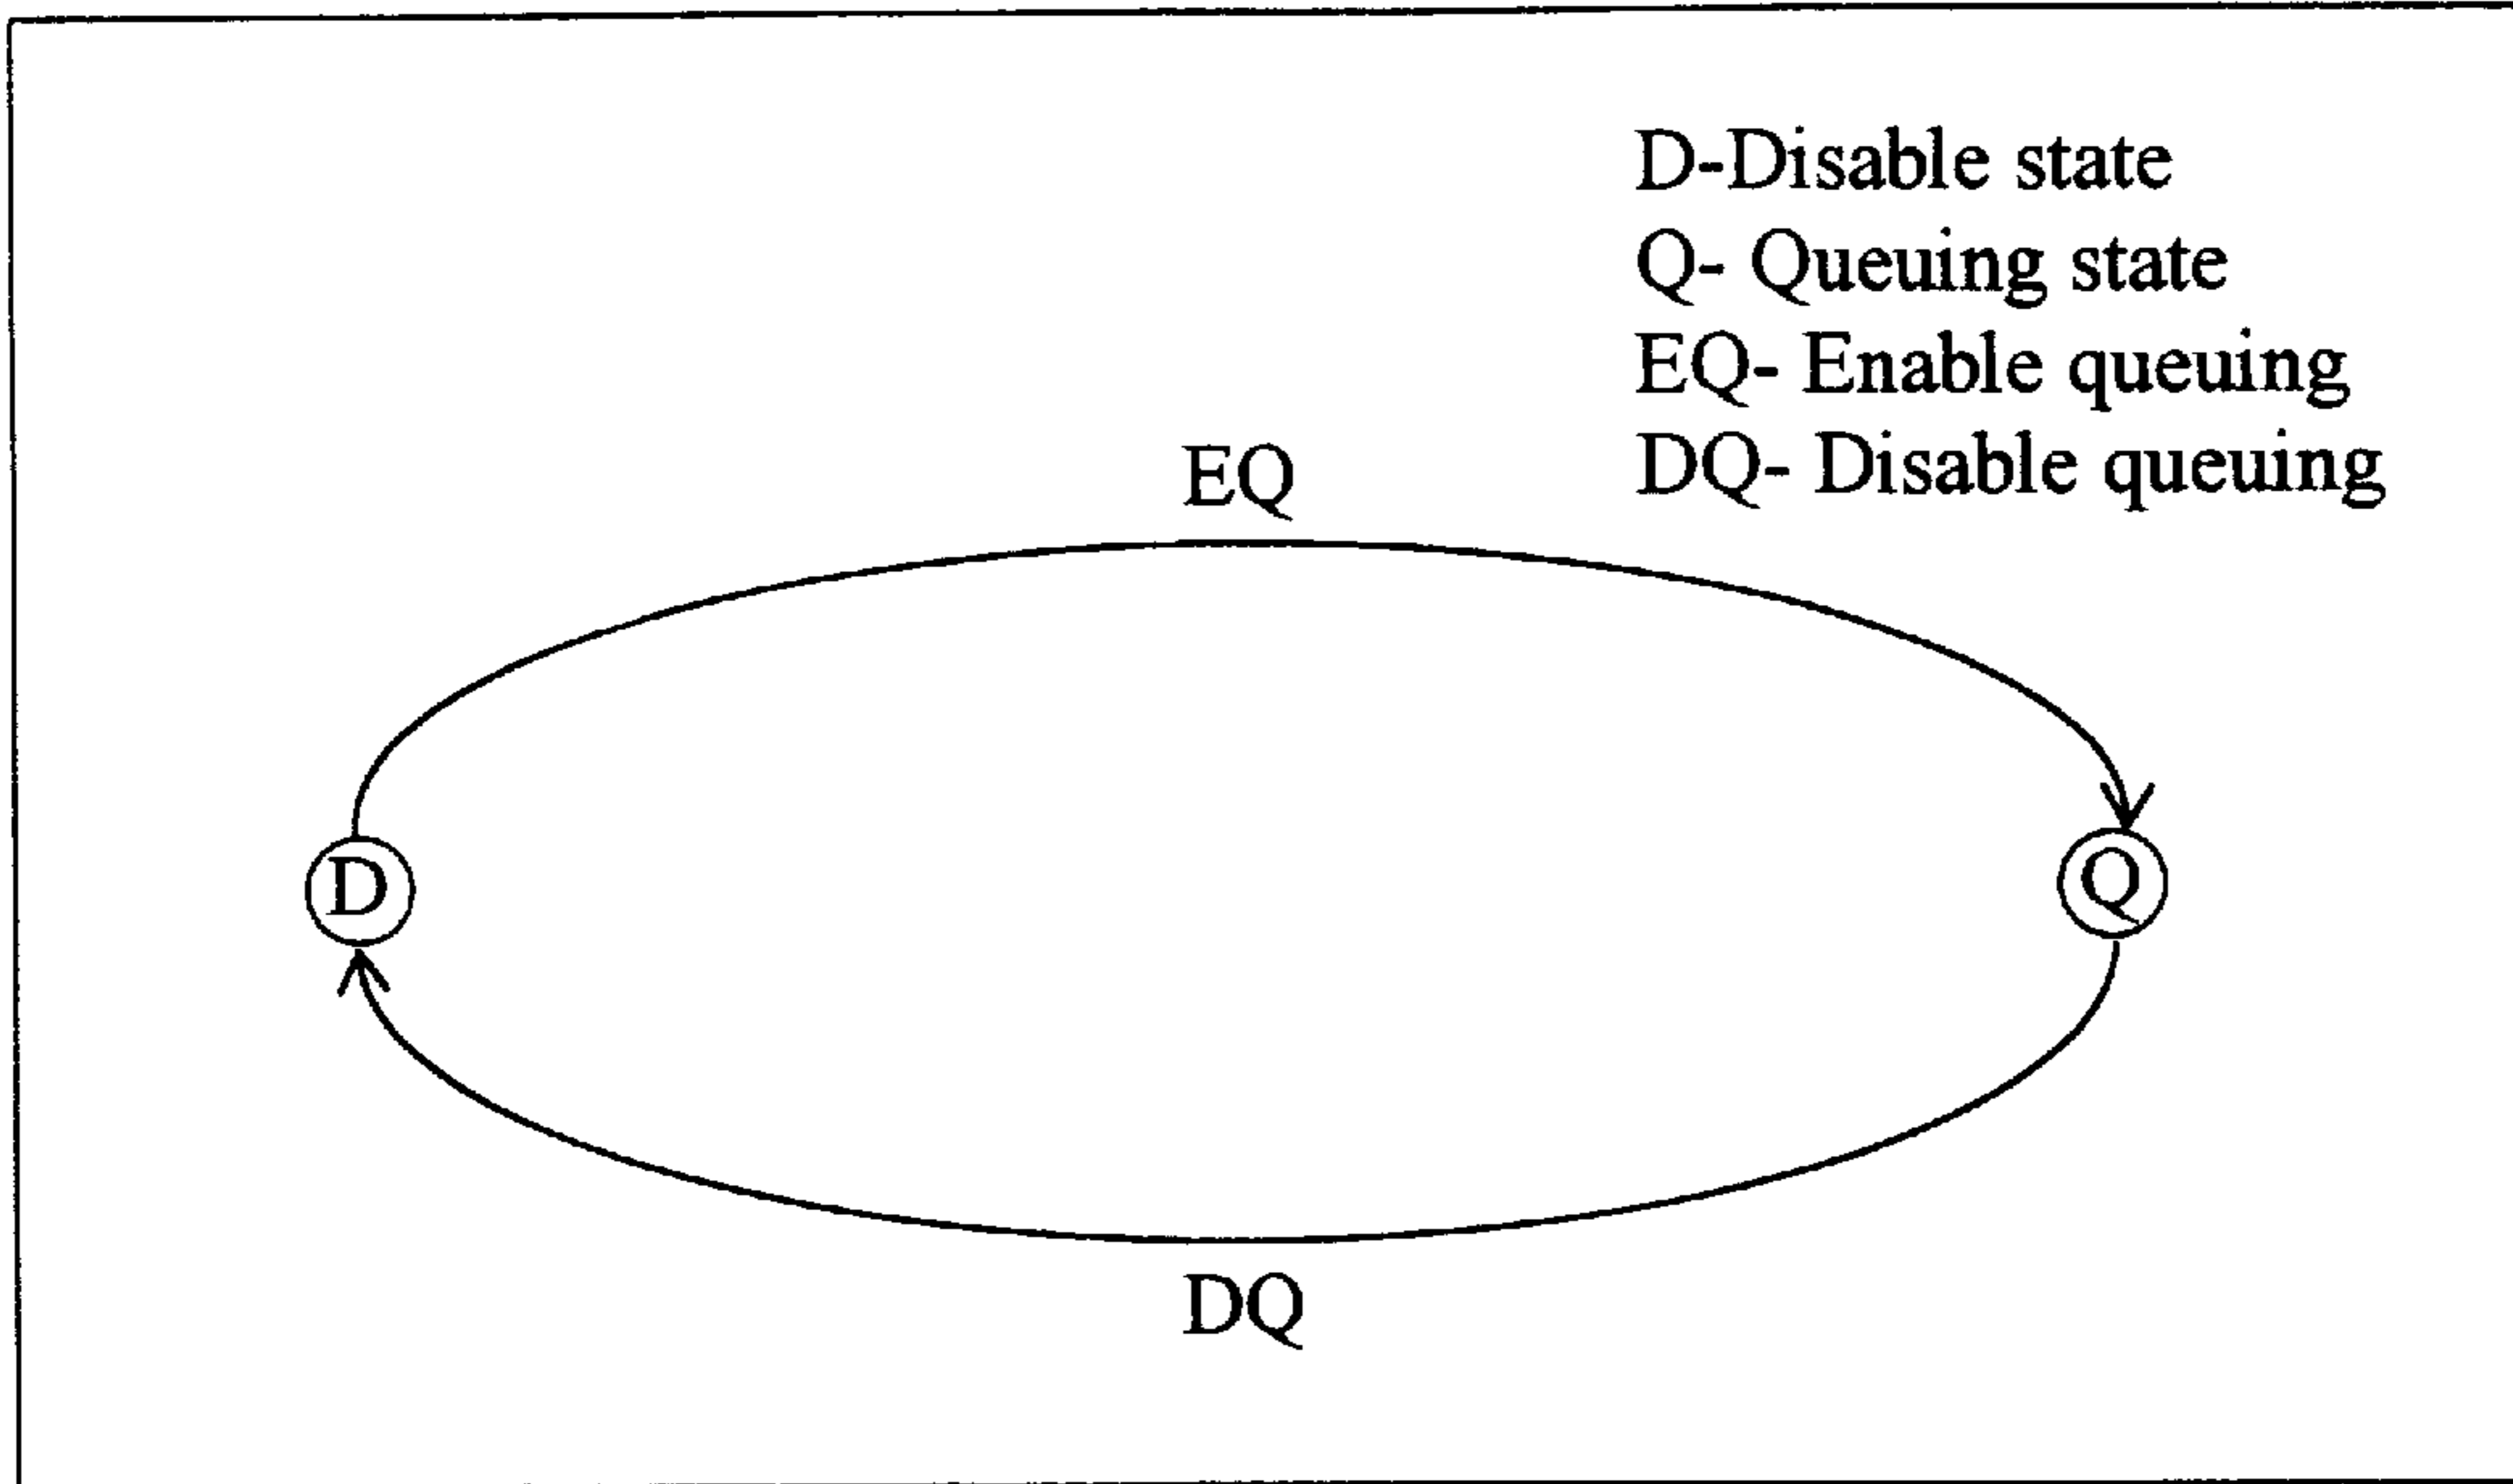 D-Disable state
Q- Queuing state
EQ- Enable queuing
DQ- Disable queuing
EQ
D
Q
DQ